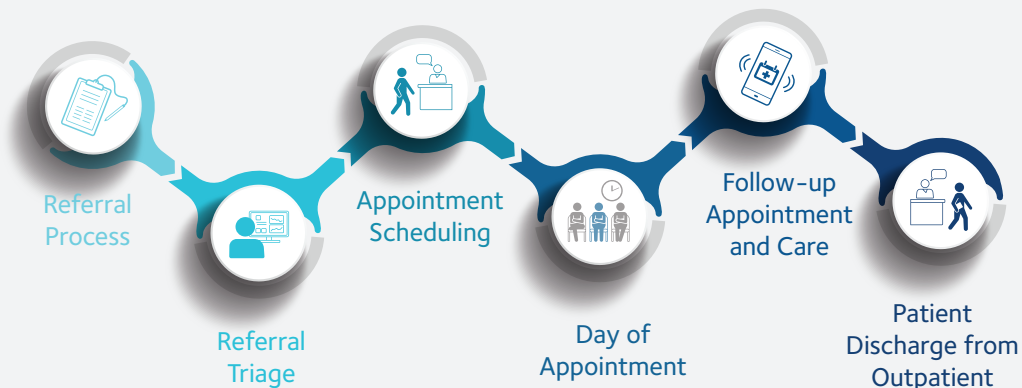 Referral
Process
Referral
Triage
Appointment
Scheduling
Day of
Appointment
Follow-up
Appointment
and Care
Patient
Discharge from
Outpatient